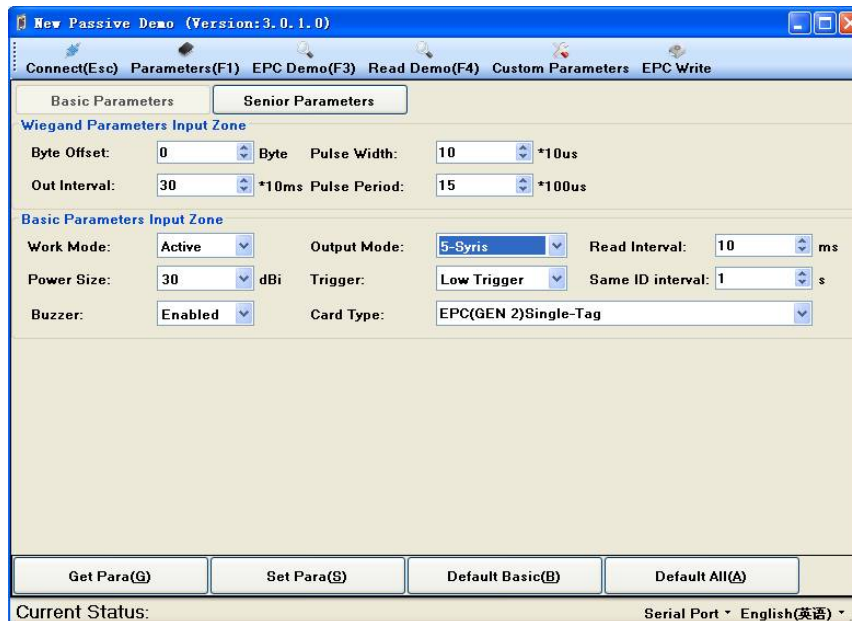 New Passive Demo (Version:3.0.1.0)
Connect(Esc) Parameters(F1) EPC Demo(F3) Read Demo(F4) Custom Parameters EPC Write
Basic Parameters Senior Parameters
Wiegand Parameters Input Zone
Byte Offset: 0 Byte Pulse Width: 10 *10us
Out Interval: 30 *10ms Pulse Period: 15 *100us
Basic Parameters Input Zone
Work Mode: Active Output Mode: 5-Syris Read Interval: 10 ms
Power Size: 30 dBi Trigger: Low Trigger Same ID interval: 1 s
Buzzer: Enabled Card Type: EPC(GEN 2)Single-Tag
Get Para(G) Set Para(S) Default Basic(B) Default All(A)
Current Status: Serial Port English(英语)